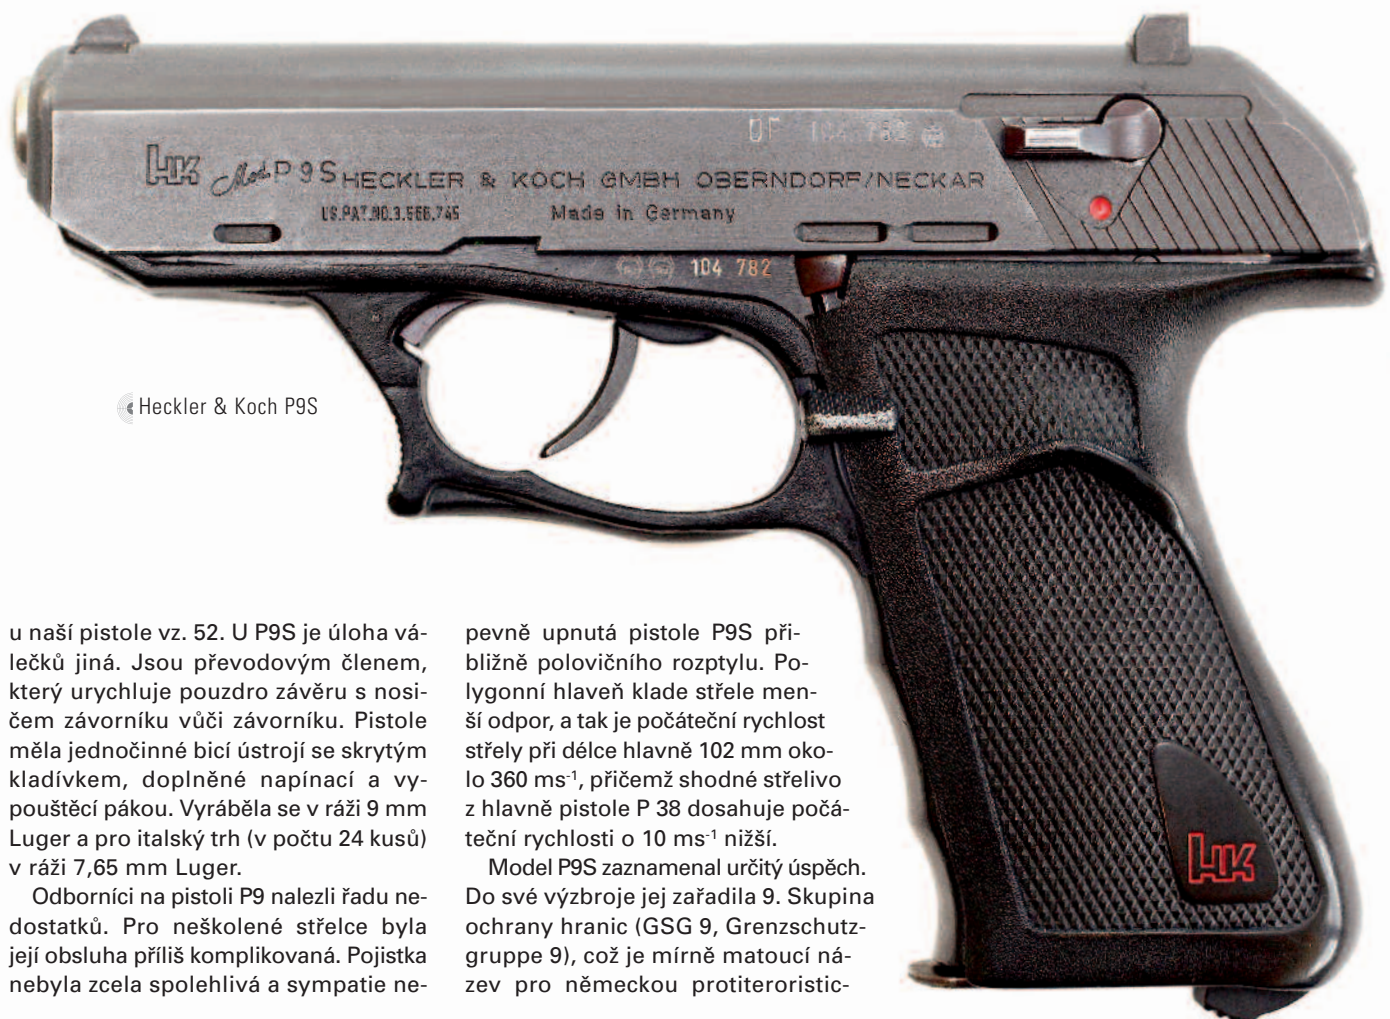 DF 104 782
HK Mod. P9S HECKLER & KOCH GMBH OBERNDORF/NECKAR
US.PAT.NO.3.566.745 Made in Germany
104 782
Heckler & Koch P9S
HK
u naší pistole vz. 52. U P9S je úloha vá-
lečků jiná. Jsou převodovým členem,
který urychluje pouzdro závěru s nosi-
čem závorníku vůči závorníku. Pistole
měla jednočinné bicí ústrojí se skrytým
kladívkem, doplněné napínací a vy-
pouštěcí pákou. Vyráběla se v ráži 9 mm
Luger a pro italský trh (v počtu 24 kusů)
v ráži 7,65 mm Luger.
Odborníci na pistoli P9 nalezli řadu ne-
dostatků. Pro neškolené střelce byla
její obsluha příliš komplikovaná. Pojistka
nebyla zcela spolehlivá a sympatie ne-
pevně upnutá pistole P9S při-
bližně polovičního rozptylu. Po-
lygonní hlaveň klade střele men-
ší odpor, a tak je počáteční rychlost
střely při délce hlavně 102 mm oko-
lo 360 ms⁻¹, přičemž shodné střelivo
z hlavně pistole P 38 dosahuje počá-
teční rychlosti o 10 ms⁻¹ nižší.
Model P9S zaznamenal určitý úspěch.
Do své výzbroje jej zařadila 9. Skupina
ochrany hranic (GSG 9, Grenzschutz-
gruppe 9), což je mírně matoucí ná-
zev pro německou protiteroristic-